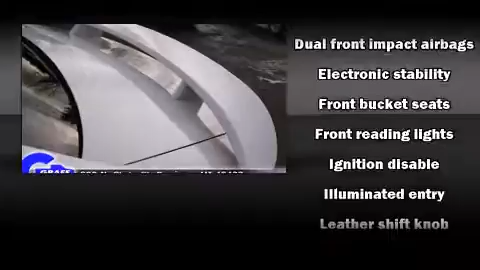 Dual front impact airbags
Electronic stability
Front bucket seats
Front reading lights
Ignition disable
Illuminated entry
Leather shift knob
GRAFF